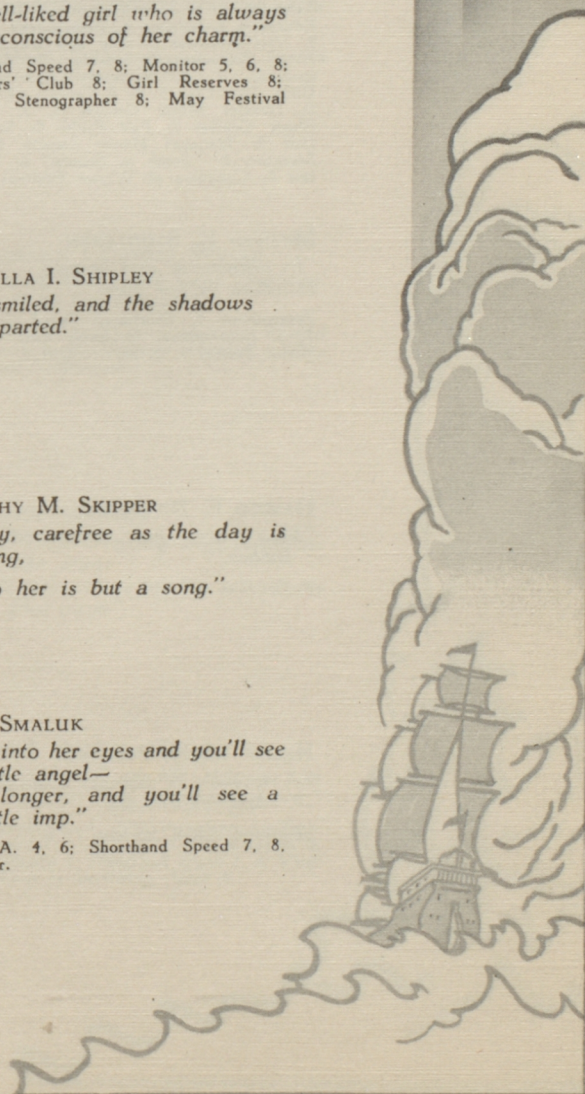 ll-liked girl who is always
conscious of her charm."
d Speed 7, 8; Monitor 5, 6, 8;
rs' Club 8; Girl Reserves 8;
Stenographer 8; May Festival
LLA I. SHIPLEY
miled, and the shadows
parted."
HY M. SKIPPER
y, carefree as the day is
ng,
her is but a song."
SMALUK
into her eyes and you'll see
tle angel—
longer, and you'll see a
tle imp."
A. 4, 6; Shorthand Speed 7, 8,
r.